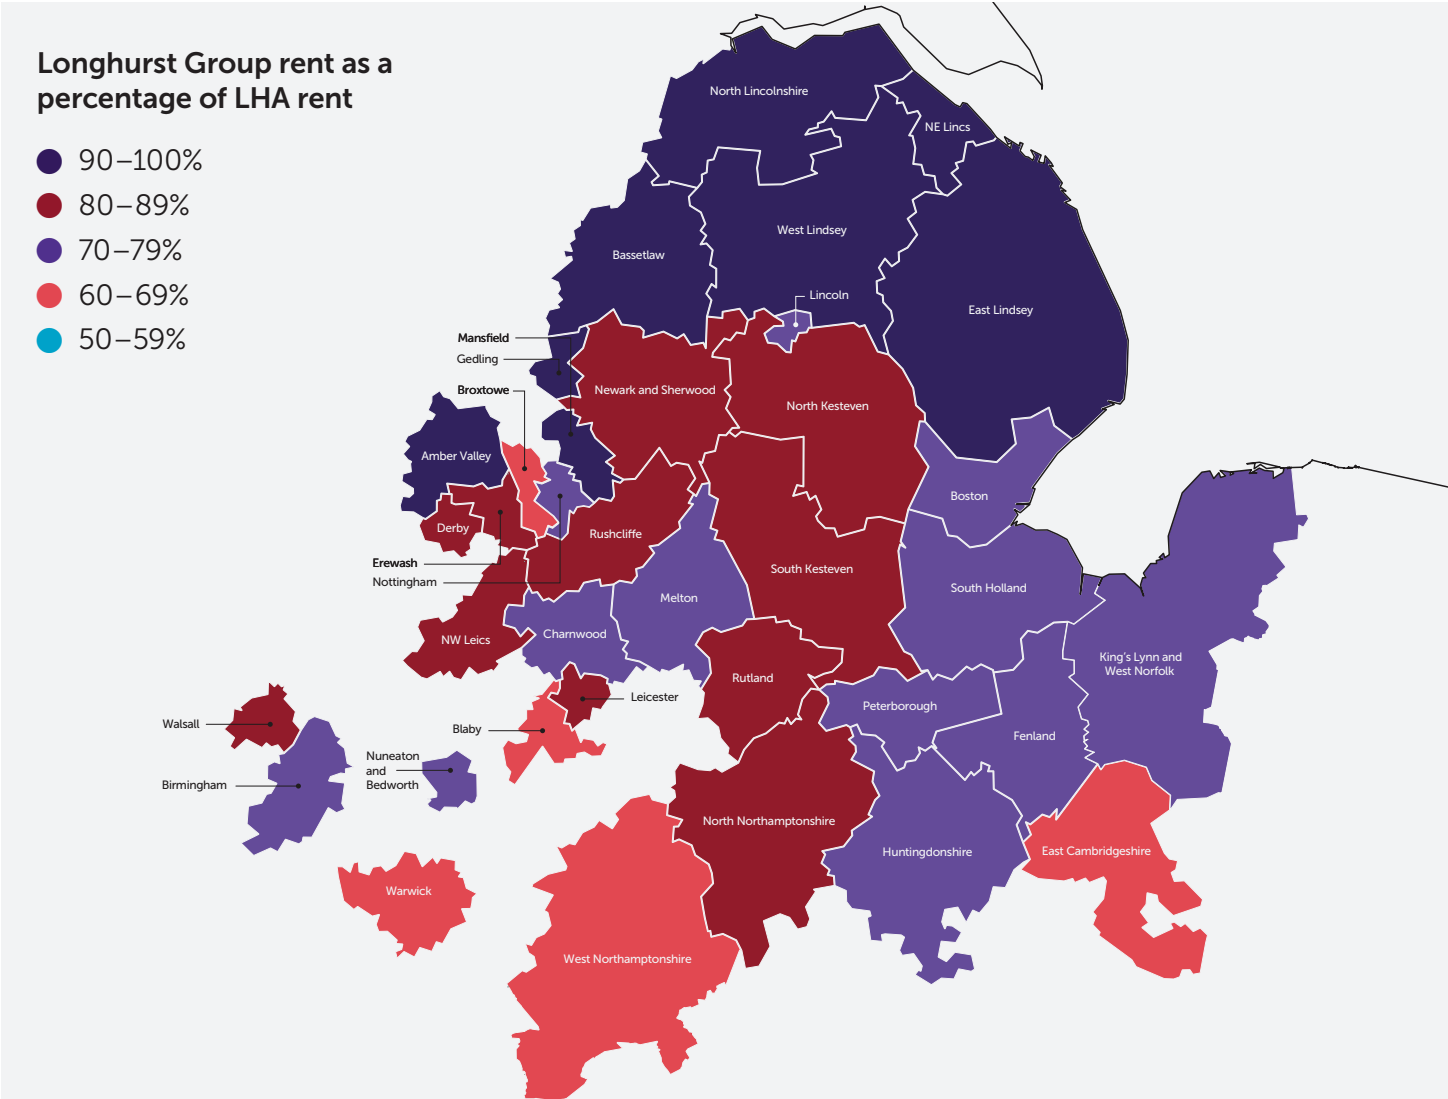 Longhurst Group rent as a
percentage of LHA rent
90–100%
80–89%
70–79%
60–69%
50–59%
North Lincolnshire
NE Lincs
West Lindsey
Bassetlaw
Lincoln
East Lindsey
Mansfield
Gedling
Broxtowe
Newark and Sherwood
North Kesteven
Amber Valley
Boston
Derby
Rushcliffe
Erewash
Nottingham
South Kesteven
South Holland
Melton
Charnwood
NW Leics
King’s Lynn and
West Norfolk
Rutland
Leicester
Peterborough
Walsall
Blaby
Fenland
Nuneaton
and
Bedworth
Birmingham
North Northamptonshire
Huntingdonshire
East Cambridgeshire
Warwick
West Northamptonshire